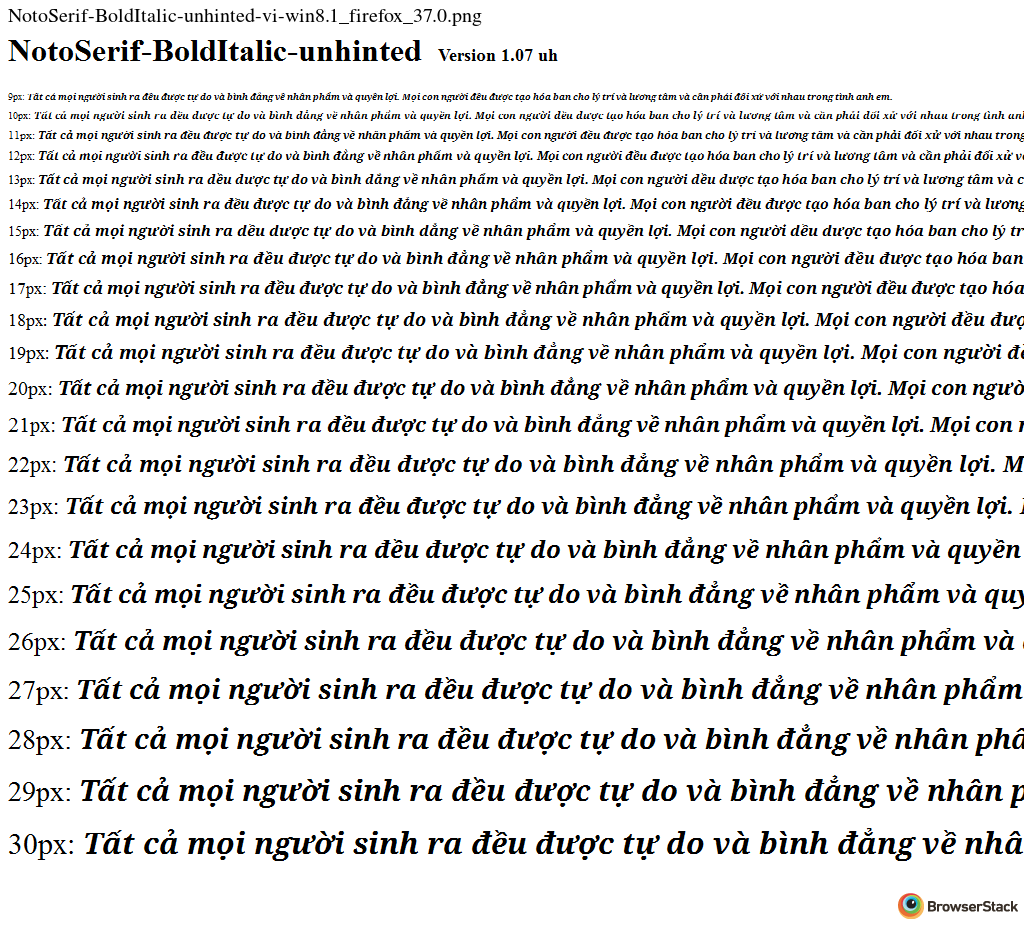 NotoSerif-BoldItalic-unhinted-vi-win8.1_firefox_37.0.png
NotoSerif-BoldItalic-unhinted Version 1.07 uh
9px: Tất cả mọi người sinh ra đều được tự do và bình đẳng về nhân phẩm và quyền lợi. Mọi con người đều được tạo hóa ban cho lý trí và lương tâm và cần phải đối xử với nhau trong tình anh em.
10px: Tất cả mọi người sinh ra đều được tự do và bình đẳng về nhân phẩm và quyền lợi. Mọi con người đều được tạo hóa ban cho lý trí và lương tâm và cần phải đối xử với nhau trong tình
11px: Tất cả mọi người sinh ra đều được tự do và bình đẳng về nhân phẩm và quyền lợi. Mọi con người đều được tạo hóa ban cho lý trí và lương tâm và cần phải đối xử với nhau trong
12px: Tất cả mọi người sinh ra đều được tự do và bình đẳng về nhân phẩm và quyền lợi. Mọi con người đều được tạo hóa ban cho lý trí và lương tâm và cần phải đối xử
13px: Tất cả mọi người sinh ra đều được tự do và bình đẳng về nhân phẩm và quyền lợi. Mọi con người đều được tạo hóa ban cho lý trí và lương tâm và c
14px: Tất cả mọi người sinh ra đều được tự do và bình đẳng về nhân phẩm và quyền lợi. Mọi con người đều được tạo hóa ban cho lý trí và lương
15px: Tất cả mọi người sinh ra đều được tự do và bình đẳng về nhân phẩm và quyền lợi. Mọi con người đều được tạo hóa ban cho lý tr
16px: Tất cả mọi người sinh ra đều được tự do và bình đẳng về nhân phẩm và quyền lợi. Mọi con người đều được tạo hóa ban
17px: Tất cả mọi người sinh ra đều được tự do và bình đẳng về nhân phẩm và quyền lợi. Mọi con người đều được tạo hóa
18px: Tất cả mọi người sinh ra đều được tự do và bình đẳng về nhân phẩm và quyền lợi. Mọi con người đều đượ
19px: Tất cả mọi người sinh ra đều được tự do và bình đẳng về nhân phẩm và quyền lợi. Mọi con người đề
20px: Tất cả mọi người sinh ra đều được tự do và bình đẳng về nhân phẩm và quyền lợi. Mọi con ngườ
21px: Tất cả mọi người sinh ra đều được tự do và bình đẳng về nhân phẩm và quyền lợi. Mọi con n
22px: Tất cả mọi người sinh ra đều được tự do và bình đẳng về nhân phẩm và quyền lợi. M
23px: Tất cả mọi người sinh ra đều được tự do và bình đẳng về nhân phẩm và quyền lợi.
24px: Tất cả mọi người sinh ra đều được tự do và bình đẳng về nhân phẩm và quyền
25px: Tất cả mọi người sinh ra đều được tự do và bình đẳng về nhân phẩm và quy
26px: Tất cả mọi người sinh ra đều được tự do và bình đẳng về nhân phẩm và
27px: Tất cả mọi người sinh ra đều được tự do và bình đẳng về nhân phẩm
28px: Tất cả mọi người sinh ra đều được tự do và bình đẳng về nhân phẩ
29px: Tất cả mọi người sinh ra đều được tự do và bình đẳng về nhân p
30px: Tất cả mọi người sinh ra đều được tự do và bình đẳng về nhâ
BrowserStack